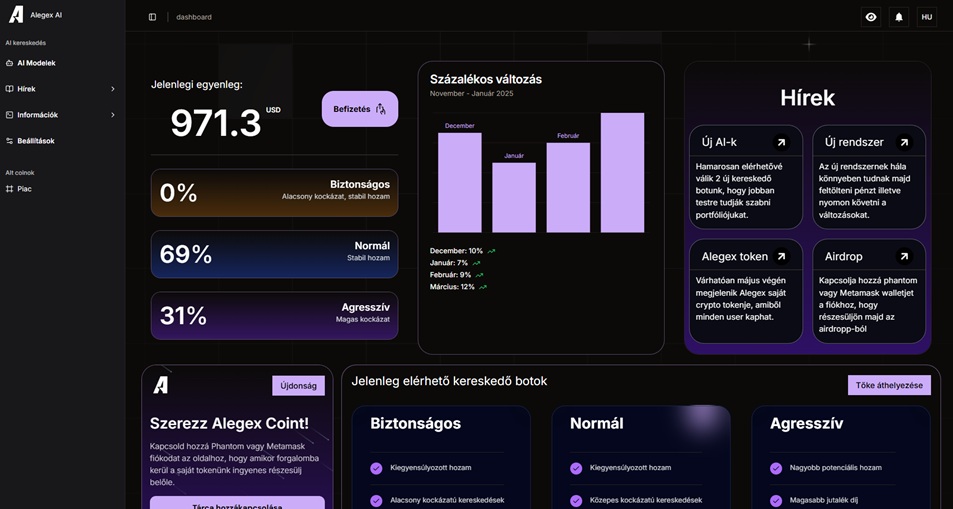 Alegex AI
dashboard
HU
AI kereskedés
AI Modelek
Hírek
Információk
Beállítások
Alt coinok
Piac
Jelenlegi egyenleg:
971.3 USD
Befizetés
0%
Biztonságos
Alacsony kockázat, stabil hozam
69%
Normál
Stabil hozam
31%
Agresszív
Magas kockázat
Százalékos változás
November - Január 2025
December
Január
Február
December: 10%
Január: 7%
Február: 9%
Március: 12%
Hírek
Új AI-k
Hamarosan elérhetővé
válik 2 új kereskedő
botunk, hogy jobban
testre tudják szabni
portfóliójukat.
Új rendszer
Az új rendszernek hála
könnyeben tudnak majd
feltölteni pénzt illetve
nyomon követni a
változásokat.
Alegex token
Várhatóan május végén
megjelenik Alegex saját
crypto tokenje, amiből
minden user kaphat.
Airdrop
Kapcsolja hozzá phantom
vagy Metamask walletjet
a fiókhoz, hogy
részesüljön majd az
airdropp-ból
Újdonság
Szerezz Alegex Coint!
Kapcsold hozzá Phantom vagy Metamask
fiókodat az oldalhoz, hogy amikor forgalomba
kerül a saját tokenünk ingyenes részesülj
belőle.
Tárca hozzákapcsolása
Jelenleg elérhető kereskedő botok
Tőke áthelyezése
Biztonságos
Kiegyensúlyozott hozam
Alacsony kockázatú kereskedések
Normál
Kiegyensúlyozott hozam
Közepes kockázatú kereskedések
Agresszív
Nagyobb potenciális hozam
Magasabb jutalék díj